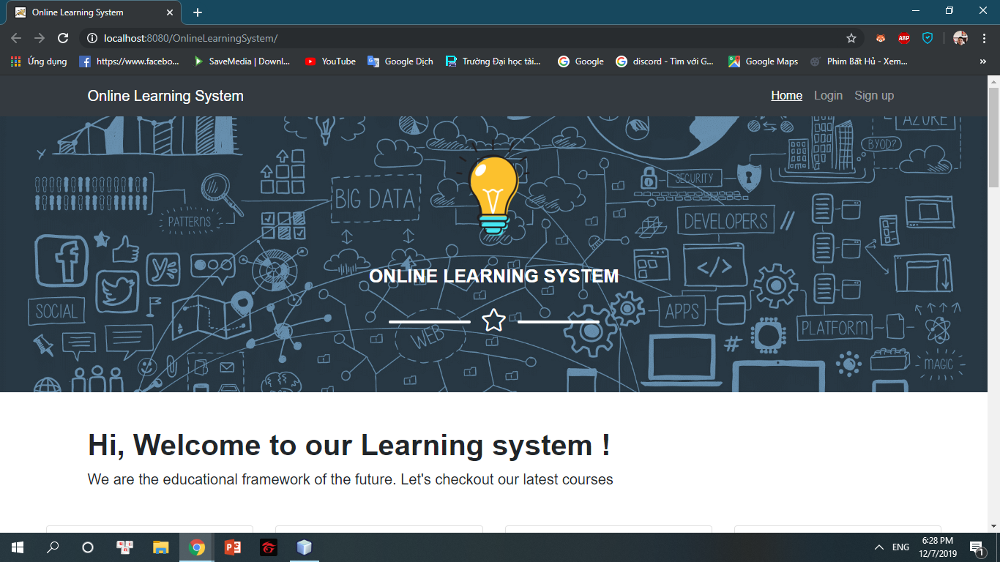 Online Learning System
localhost:8080/OnlineLearningSystem/
ABP
Ứng dụng
https://www.facebo...
SaveMedia | Downl...
YouTube
Google Dịch
Trường Đại học tài...
Google
discord - Tìm với G...
Google Maps
Phim Bất Hủ - Xem...
»
Online Learning System
Home
Login
Sign up
AZURE
BYOD?
SECURITY
BIG DATA
PATTERNS
DEVELOPERS //
</>
ONLINE LEARNING SYSTEM
SOCIAL
APPS
PLATFORM
WEB
#
MAGIC
Hi, Welcome to our Learning system !
We are the educational framework of the future. Let's checkout our latest courses
ENG
6:28 PM
12/7/2019
1